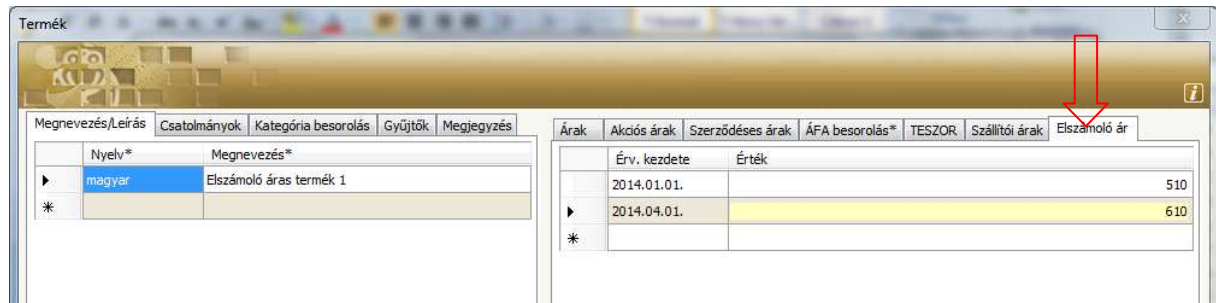 Termék
Megnevezés/Leírás Csatolmányok Kategória besorolás Gyűjtők Megjegyzés
Nyelv* Megnevezés*
magyar Elszámoló áras termék 1
Árak Akciós árak Szerződéses árak ÁFA besorolás* TESZOR Szállítói árak Elszámoló ár
Érv. kezdete Érték
2014.01.01. 510
2014.04.01. 610